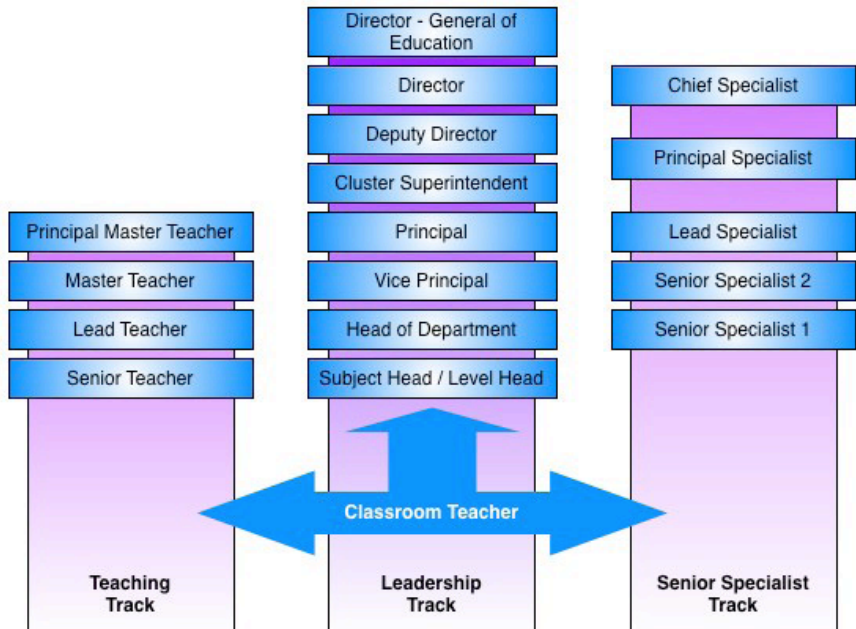 Principal Master Teacher
Master Teacher
Lead Teacher
Senior Teacher
Teaching
Track
Director - General of
Education
Director
Deputy Director
Cluster Superintendent
Principal
Vice Principal
Head of Department
Subject Head / Level Head
Classroom Teacher
Leadership
Track
Chief Specialist
Principal Specialist
Lead Specialist
Senior Specialist 2
Senior Specialist 1
Senior Specialist
Track